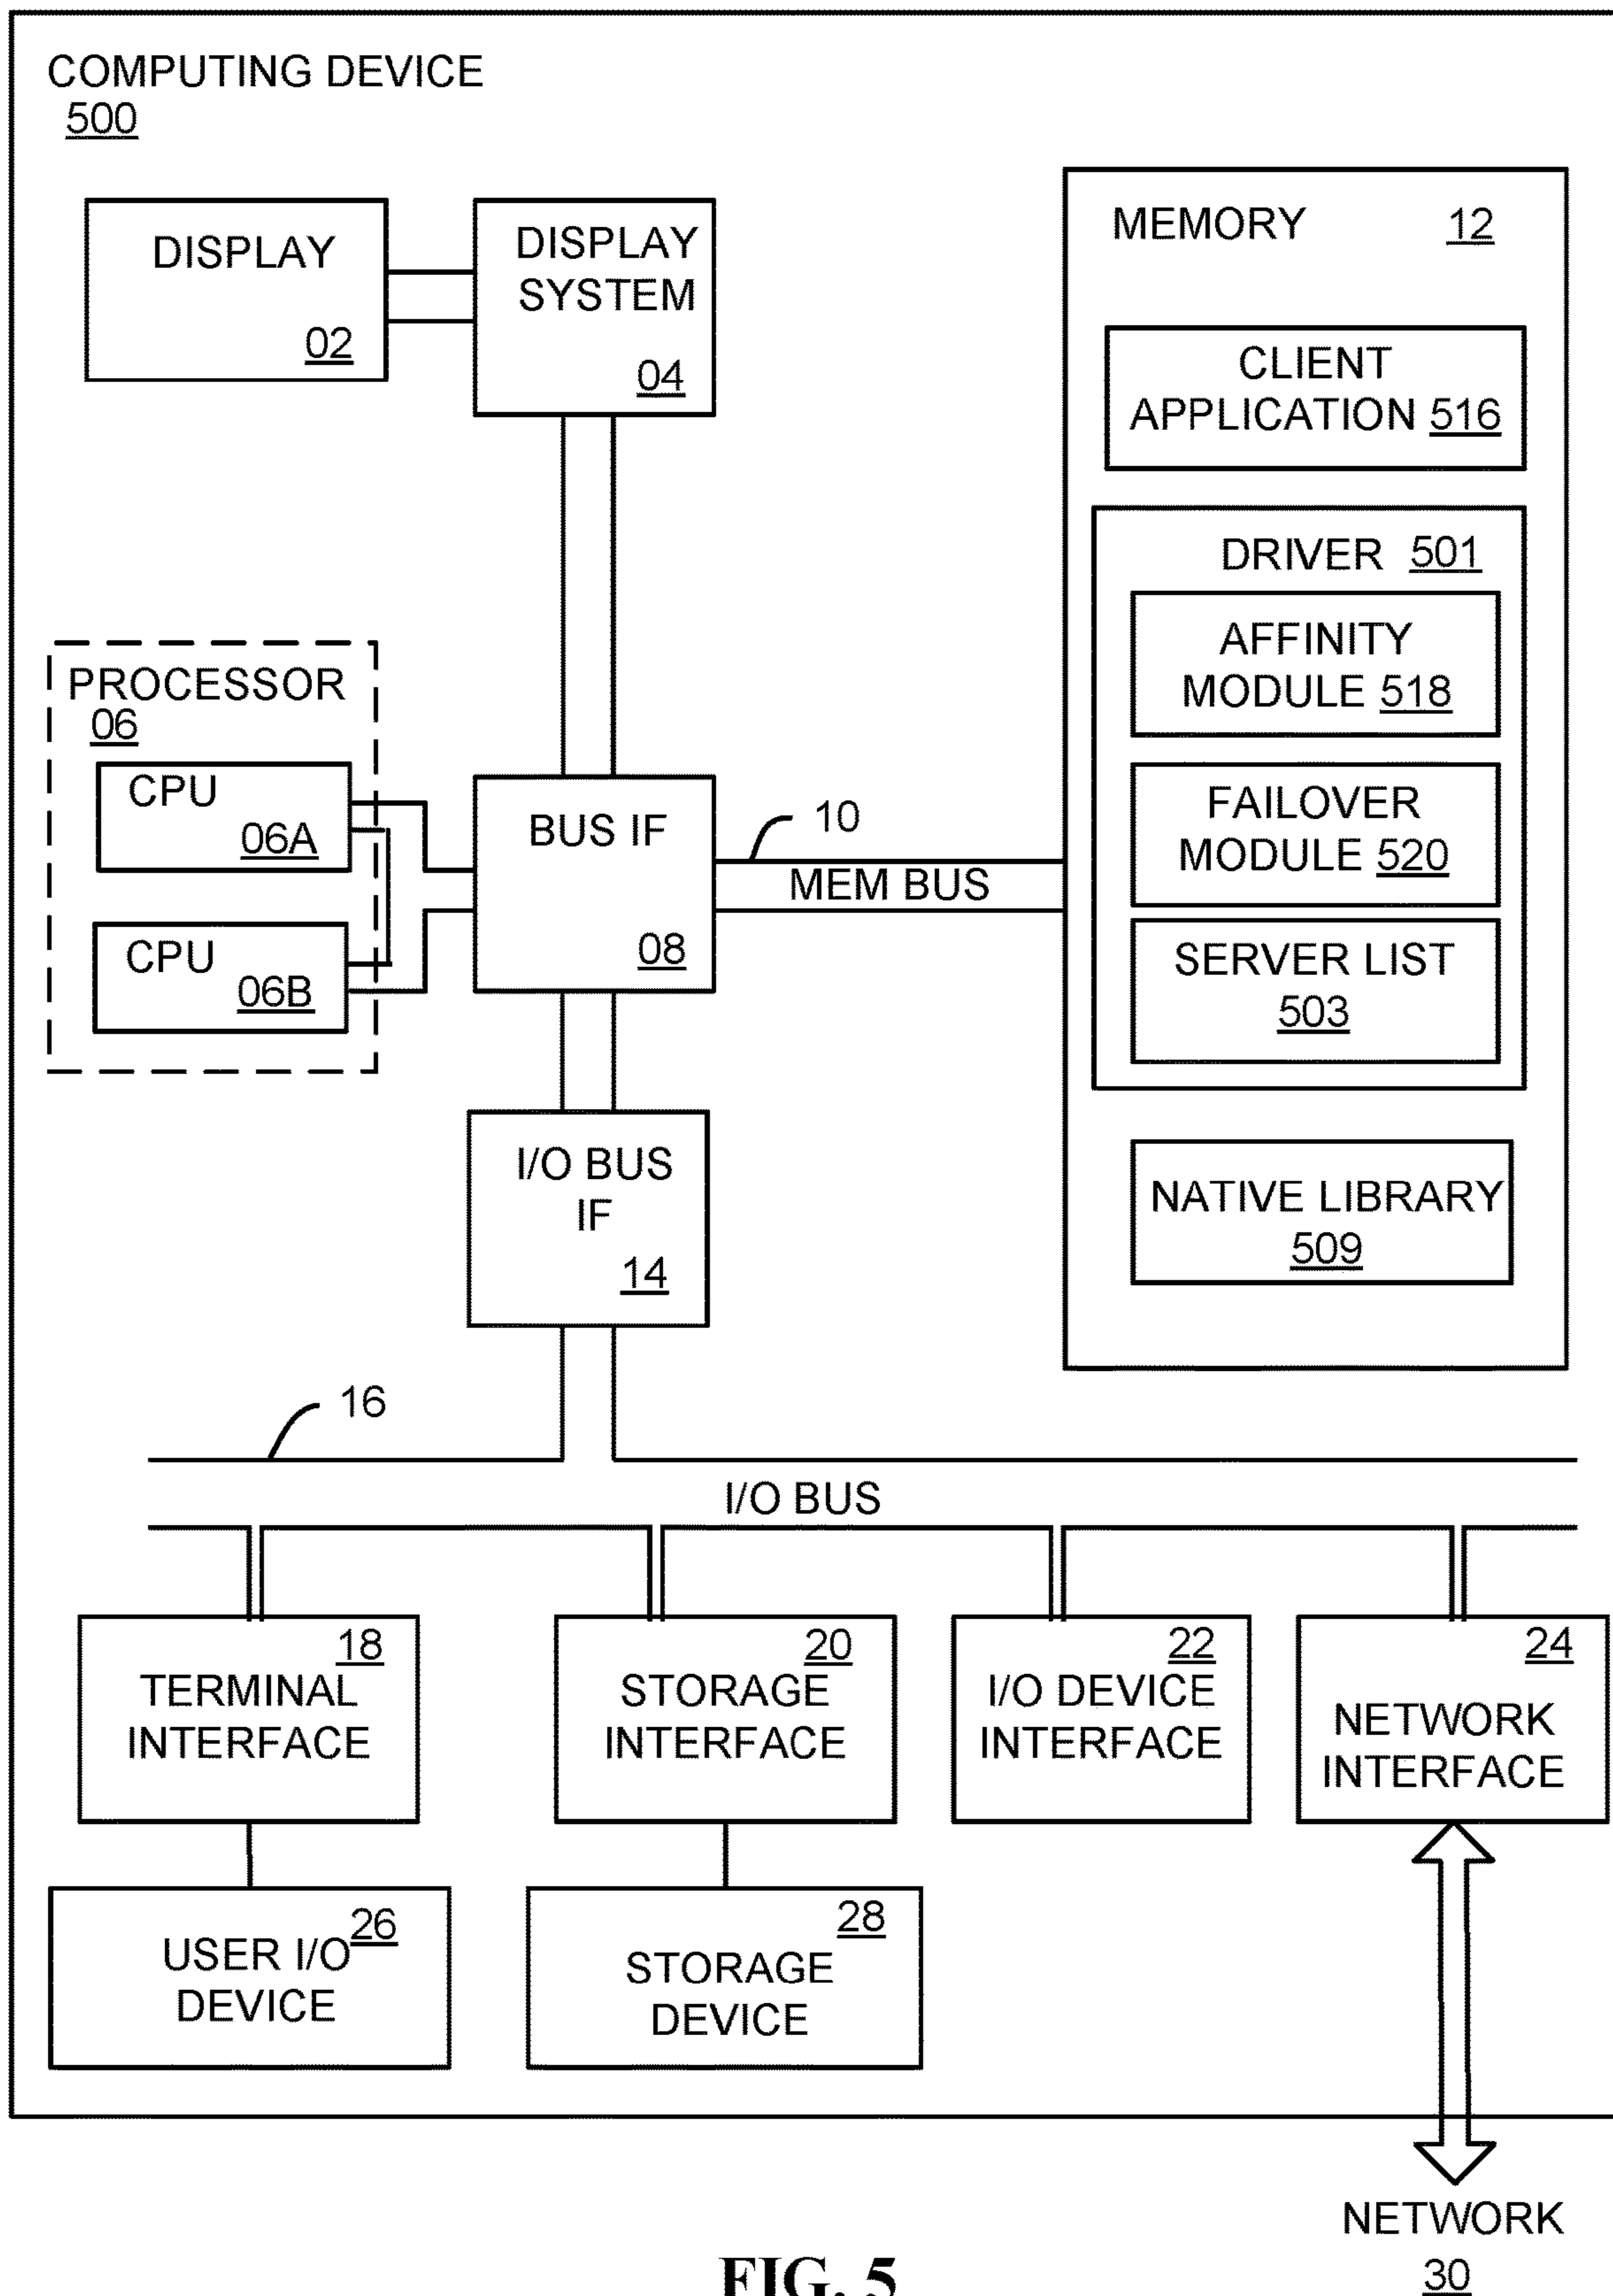 COMPUTING DEVICE
500
DISPLAY
02
DISPLAY
SYSTEM
04
MEMORY 12
CLIENT
APPLICATION 516
DRIVER 501
AFFINITY
MODULE 518
FAILOVER
MODULE 520
SERVER LIST
503
NATIVE LIBRARY
509
PROCESSOR
06
CPU
06A
CPU
06B
BUS IF
08
10
MEM BUS
I/O BUS
IF
14
16
I/O BUS
18
TERMINAL
INTERFACE
20
STORAGE
INTERFACE
22
I/O DEVICE
INTERFACE
24
NETWORK
INTERFACE
26
USER I/O
DEVICE
28
STORAGE
DEVICE
NETWORK
30
FIG. 5